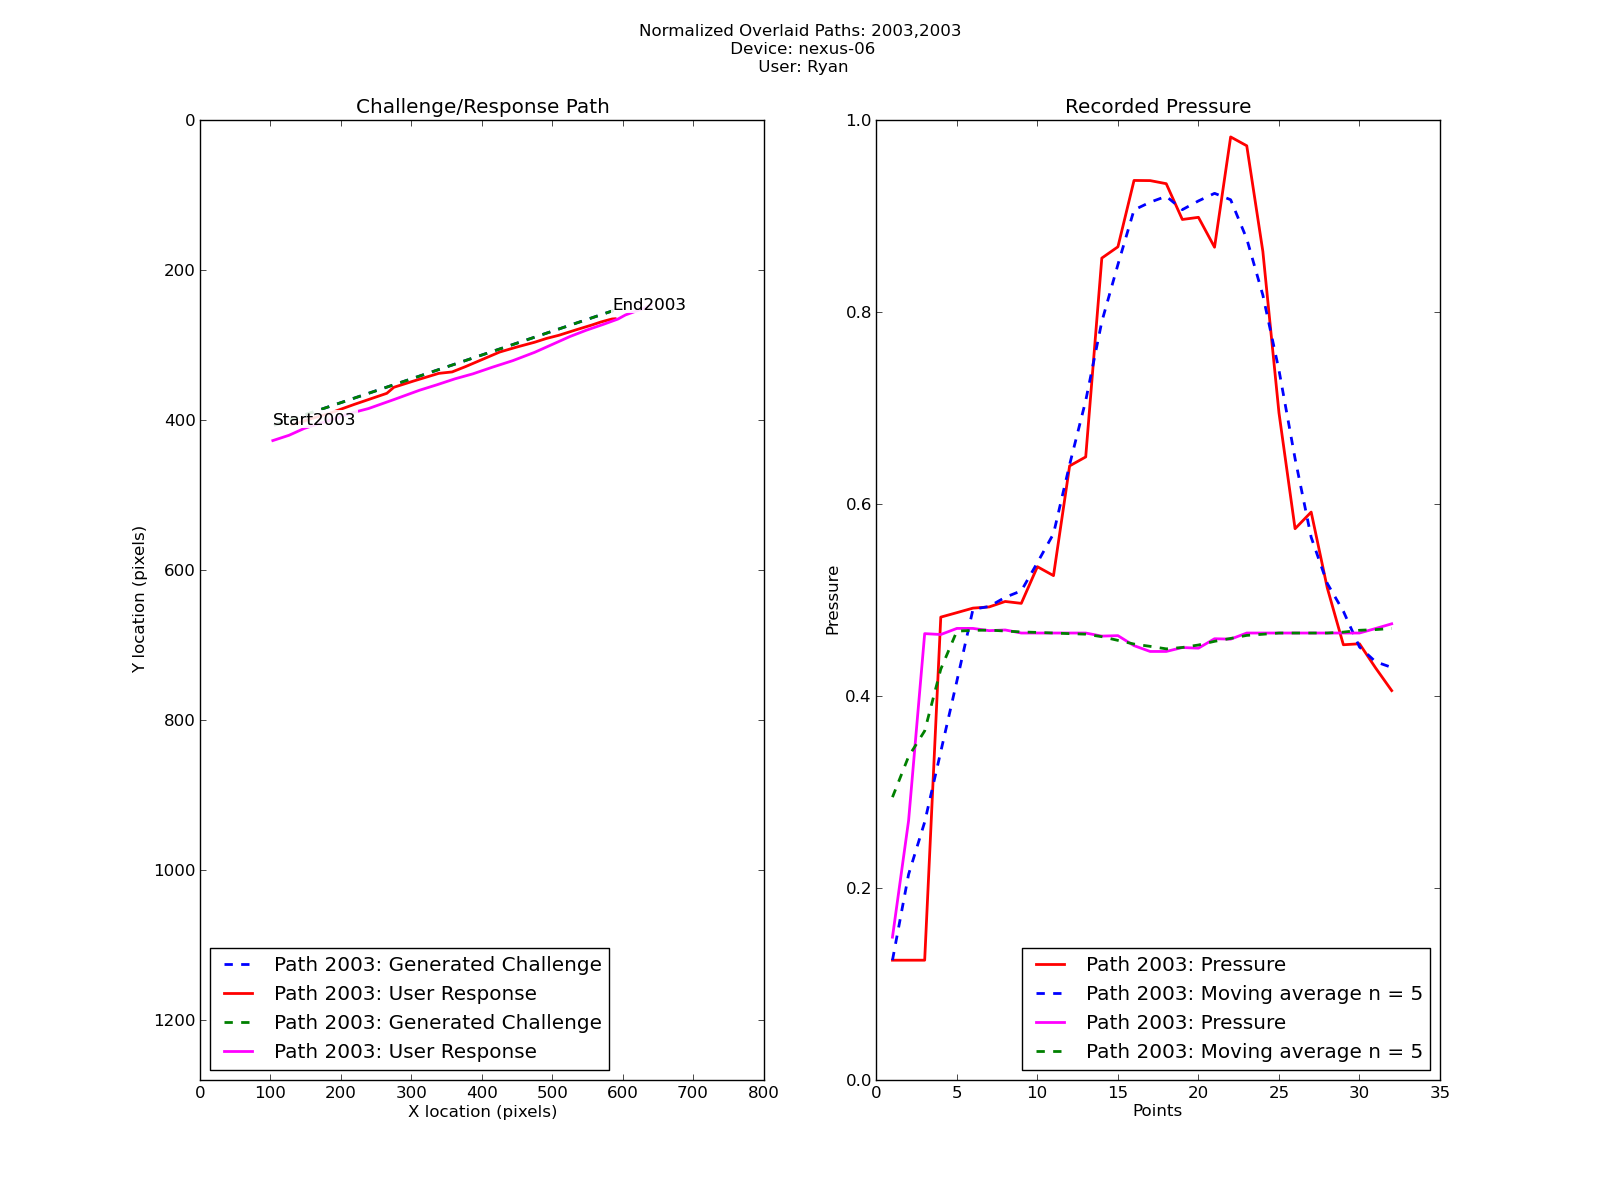 Normalized Overlaid Paths: 2003,2003
Device: nexus-06
User: Ryan
Challenge/Response Path
0
200
400
600
800
1000
1200
Y location (pixels)
End2003
Start2003
Path 2003: Generated Challenge
Path 2003: User Response
Path 2003: Generated Challenge
Path 2003: User Response
0 100 200 300 400 500 600 700 800
X location (pixels)
Recorded Pressure
1.0
0.8
0.6
0.4
0.2
0.0
Pressure
Path 2003: Pressure
Path 2003: Moving average n = 5
Path 2003: Pressure
Path 2003: Moving average n = 5
0 5 10 15 20 25 30 35
Points